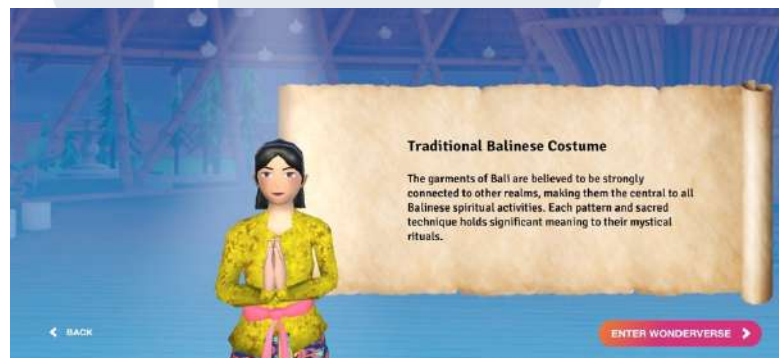 Traditional Balinese Costume
The garments of Bali are believed to be strongly
connected to other realms, making them the central to all
Balinese spiritual activities. Each pattern and sacred
technique holds significant meaning to their mystical
rituals.
BACK
ENTER WONDERVERSE